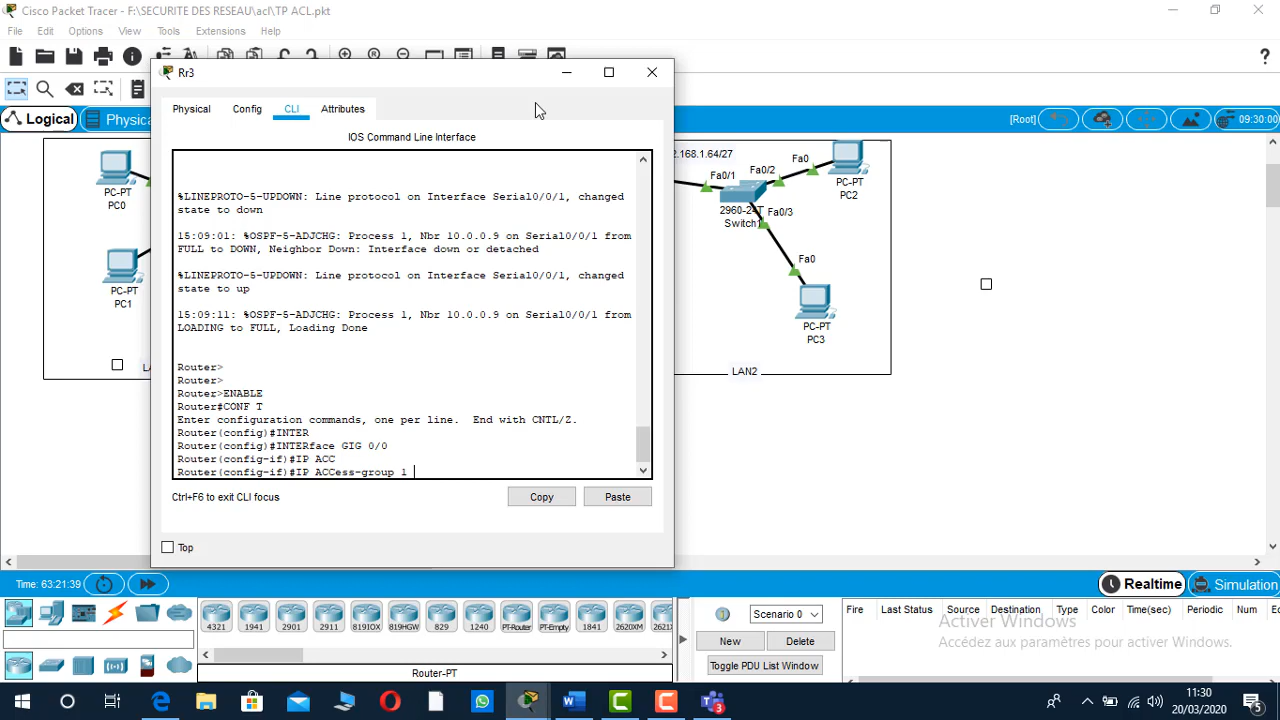 Cisco Packet Tracer - F:\SECURITE DES RESEAU\acl\TP ACL.pkt
File Edit View Options Tools Extensions Help
Logical
[Root]
09:30:00
PC-PT
PC0
PC-PT
PC1
Rr3
Physical Config CLI Attributes
IOS Command Line Interface
%LINEPROTO-5-UPDOWN: Line protocol on Interface Serial0/0/1, changed
state to down
15:09:01: %OSPF-5-ADJCHG: Process 1, Nbr 10.0.0.9 on Serial0/0/1 from
FULL to DOWN, Neighbor Down: Interface down or detached
%LINEPROTO-5-UPDOWN: Line protocol on Interface Serial0/0/1, changed
state to up
15:09:11: %OSPF-5-ADJCHG: Process 1, Nbr 10.0.0.9 on Serial0/0/1 from
LOADING to FULL, Loading Done
Router>
Router>
Router>ENABLE
Router#CONF T
Enter configuration commands, one per line. End with CNTL/Z.
Router(config)#INTER
Router(config)#INTERface GIG 0/0
Router(config-if)#IP ACC
Router(config-if)#IP ACCess-group 1
Ctrl+F6 to exit CLI focus
Copy
Paste
Top
2.168.1.64/27
Fa0/1
Fa0/2
Fa0
PC-PT
PC2
2960-24T
Switch1
Fa0/3
Fa0
PC-PT
PC3
LAN2
Time: 63:21:39
Realtime
Simulation
4321 1941 2901 2911 819IOX 819HGW 829 1240 PT-Router PT-Empty 1841 2620XM
Router-PT
Scenario 0
New
Delete
Toggle PDU List Window
Fire Last Status Source Destination Type Color Time(sec) Periodic Num
Activer Windows
Accédez aux paramètres pour activer Windows.
11:30
20/03/2020
3
5